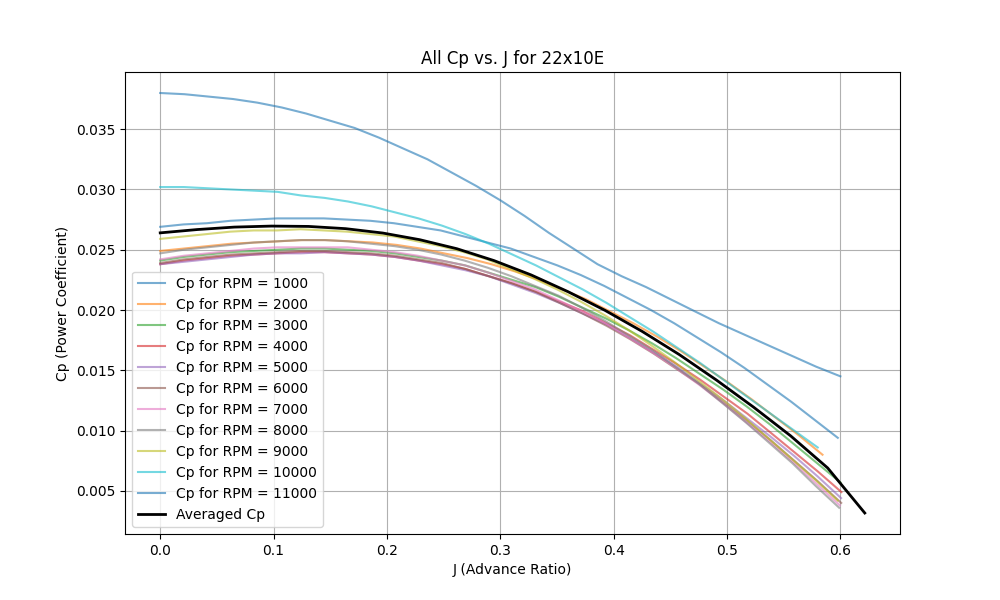 All Cp vs. J for 22x10E
Cp (Power Coefficient)
0.035
0.030
0.025
0.020
0.015
0.010
0.005
Cp for RPM = 1000
Cp for RPM = 2000
Cp for RPM = 3000
Cp for RPM = 4000
Cp for RPM = 5000
Cp for RPM = 6000
Cp for RPM = 7000
Cp for RPM = 8000
Cp for RPM = 9000
Cp for RPM = 10000
Cp for RPM = 11000
Averaged Cp
0.0 0.1 0.2 0.3 0.4 0.5 0.6
J (Advance Ratio)